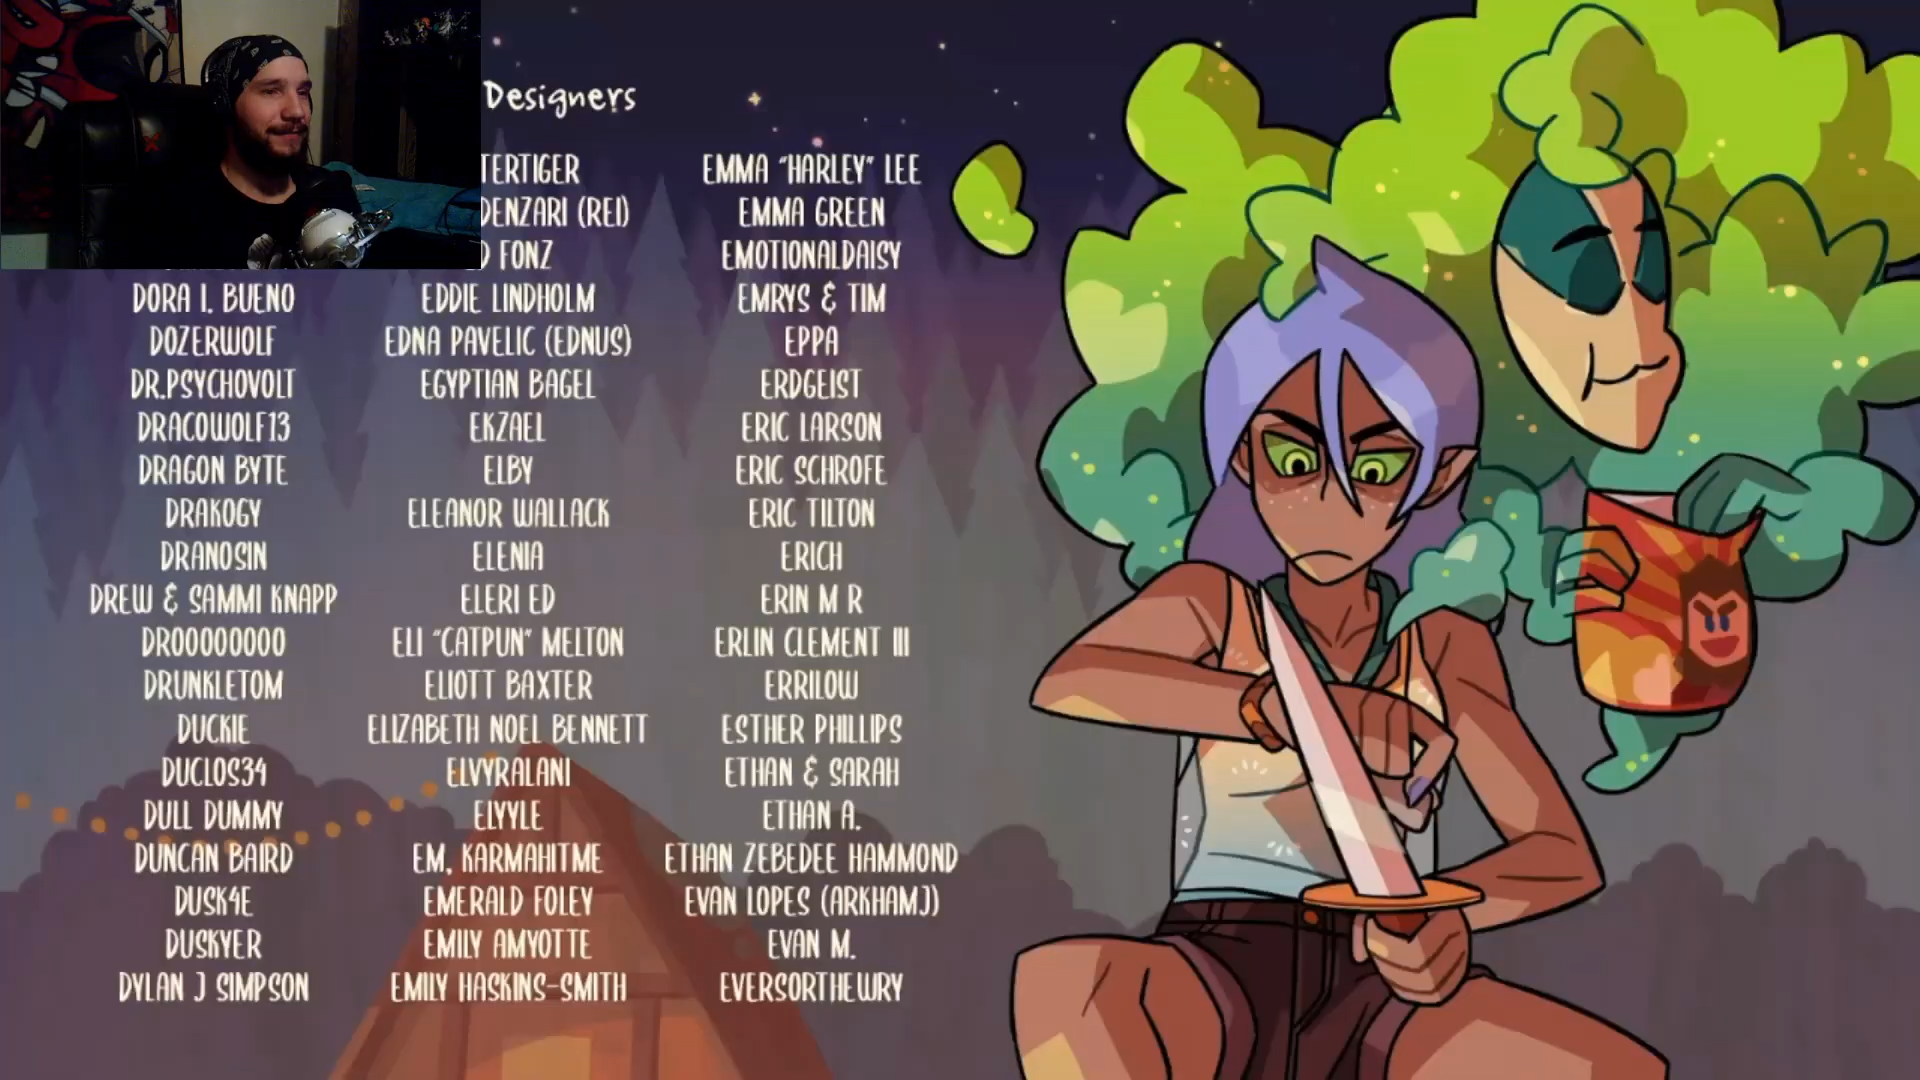 Designers
TERTIGER
DENZARI (REI)
FONZ
DORA I. BUENO
DOZERWOLF
DR.PSYCHOVOLT
DRACOWOLF13
DRAGON BYTE
DRAKOGY
DRANOSIN
DREW & SAMMI KNAPP
DROOOOOOOO
DRUNKLETOM
DUCKIE
DUCLOS34
DULL DUMMY
DUNCAN BAIRD
DUSK4E
DUSKYER
DYLAN J SIMPSON
EDDIE LINDHOLM
EDNA PAVELIC (EDNUS)
EGYPTIAN BAGEL
EKZAEL
ELBY
ELEANOR WALLACK
ELENIA
ELERI ED
ELI "CATPUN" MELTON
ELIOTT BAXTER
ELIZABETH NOEL BENNETT
ELVYRALANI
ELYYLE
EM, KARMAHITME
EMERALD FOLEY
EMILY AMYOTTE
EMILY HASKINS-SMITH
EMMA "HARLEY" LEE
EMMA GREEN
EMOTIONALDAISY
EMRYS & TIM
EPPA
ERDGEIST
ERIC LARSON
ERIC SCHROFE
ERIC TILTON
ERICH
ERIN M R
ERLIN CLEMENT III
ERRILOW
ESTHER PHILLIPS
ETHAN & SARAH
ETHAN A.
ETHAN ZEBEDEE HAMMOND
EVAN LOPES (ARKHAMJ)
EVAN M.
EVERSORTHEWRY